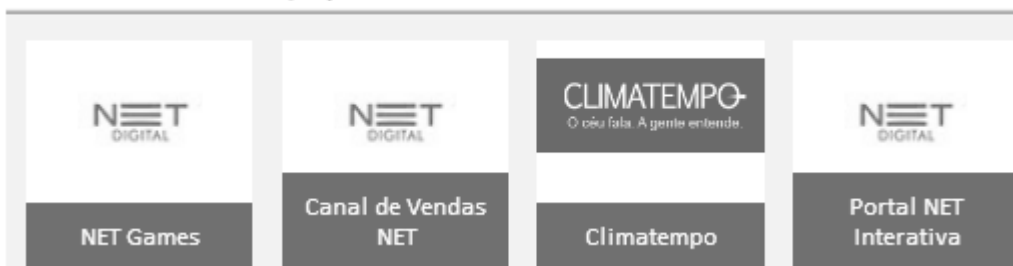 NET
DIGITAL
NET Games
NET
DIGITAL
Canal de Vendas
NET
CLIMATEMPO
O céu fala. A gente entende.
Climatempo
NET
DIGITAL
Portal NET
Interativa